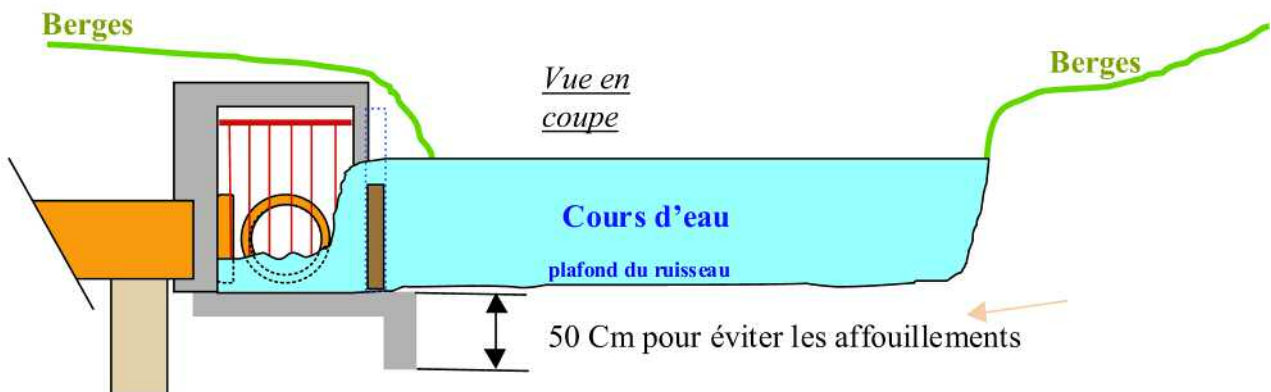 Berges
Berges
Vue en
coupe
Cours d'eau
plafond du ruisseau
50 Cm pour éviter les affouillements